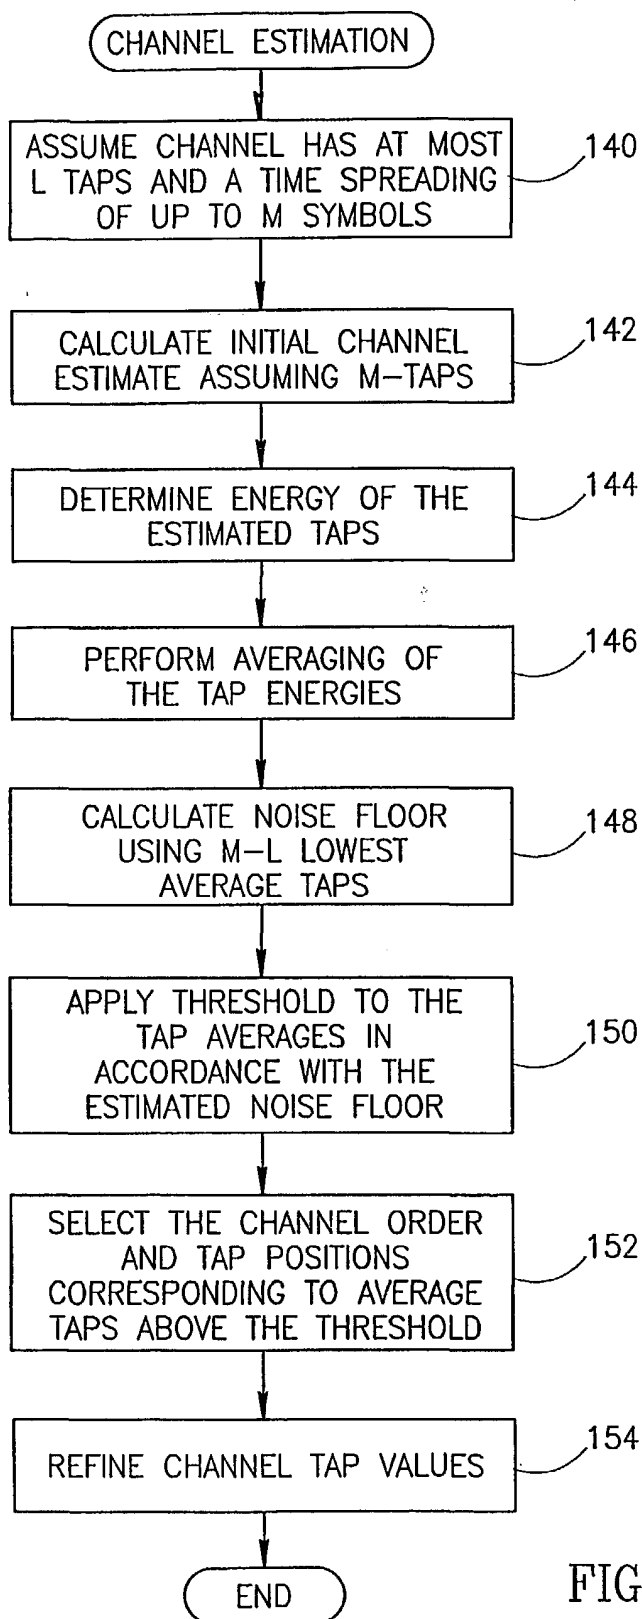 CHANNEL ESTIMATION
ASSUME CHANNEL HAS AT MOST
L TAPS AND A TIME SPREADING
OF UP TO M SYMBOLS
140
CALCULATE INITIAL CHANNEL
ESTIMATE ASSUMING M-TAPS
142
DETERMINE ENERGY OF THE
ESTIMATED TAPS
144
PERFORM AVERAGING OF
THE TAP ENERGIES
146
CALCULATE NOISE FLOOR
USING M-L LOWEST
AVERAGE TAPS
148
APPLY THRESHOLD TO THE
TAP AVERAGES IN
ACCORDANCE WITH THE
ESTIMATED NOISE FLOOR
150
SELECT THE CHANNEL ORDER
AND TAP POSITIONS
CORRESPONDING TO AVERAGE
TAPS ABOVE THE THRESHOLD
152
REFINE CHANNEL TAP VALUES
154
END
FIG